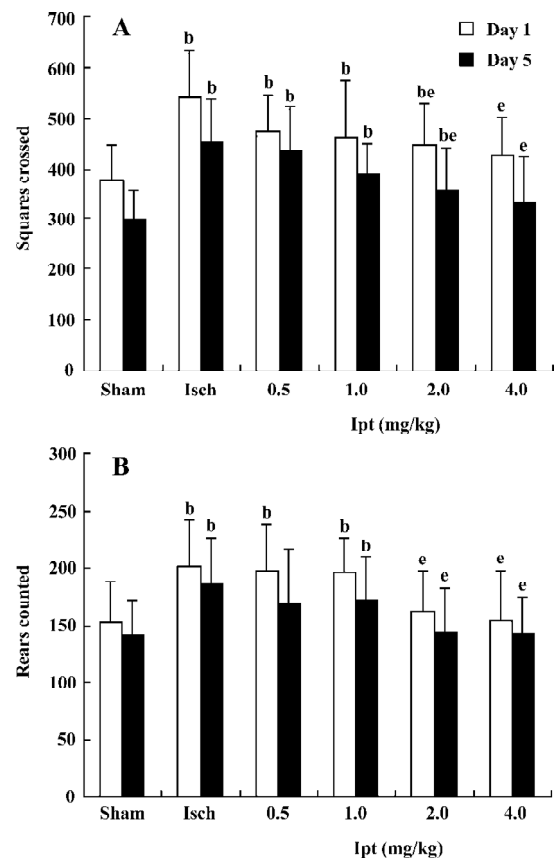 A
Day 1
Day 5
Squares crossed
700
600
500
400
300
200
100
0
b
b
b
b
b
b
be
be
e
e
Sham Isch 0.5 1.0 2.0 4.0
Ipt (mg/kg)
B
Rears counted
300
250
200
150
100
50
0
b
b
b
b
b
e
e
e
e
Sham Isch 0.5 1.0 2.0 4.0
Ipt (mg/kg)